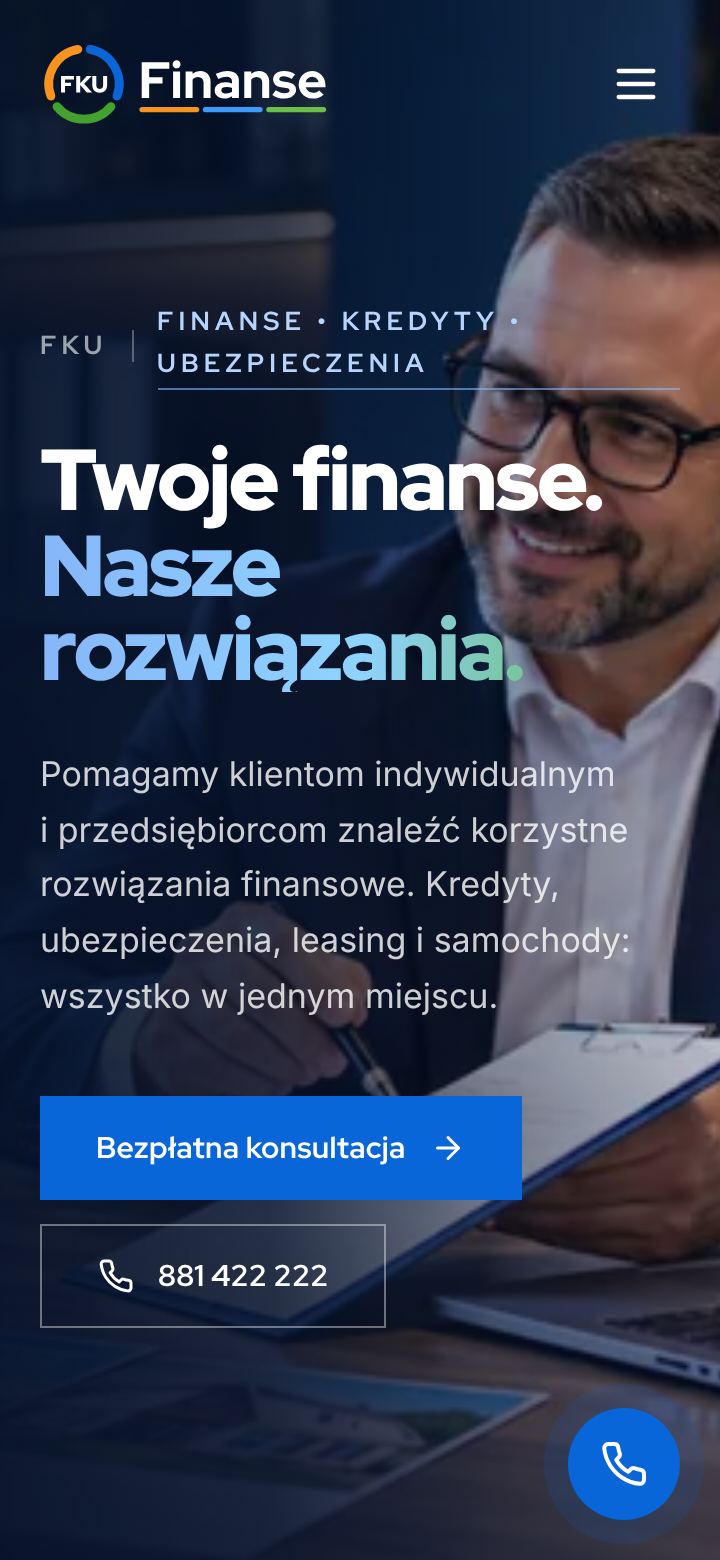 FKU Finanse
FKU
FINANSE • KREDYTY •
UBEZPIECZENIA
Twoje finanse.
Nasze
rozwiązania.
Pomagamy klientom indywidualnym
i przedsiębiorcom znaleźć korzystne
rozwiązania finansowe. Kredyty,
ubezpieczenia, leasing i samochody:
wszystko w jednym miejscu.
Bezpłatna konsultacja →
881 422 222